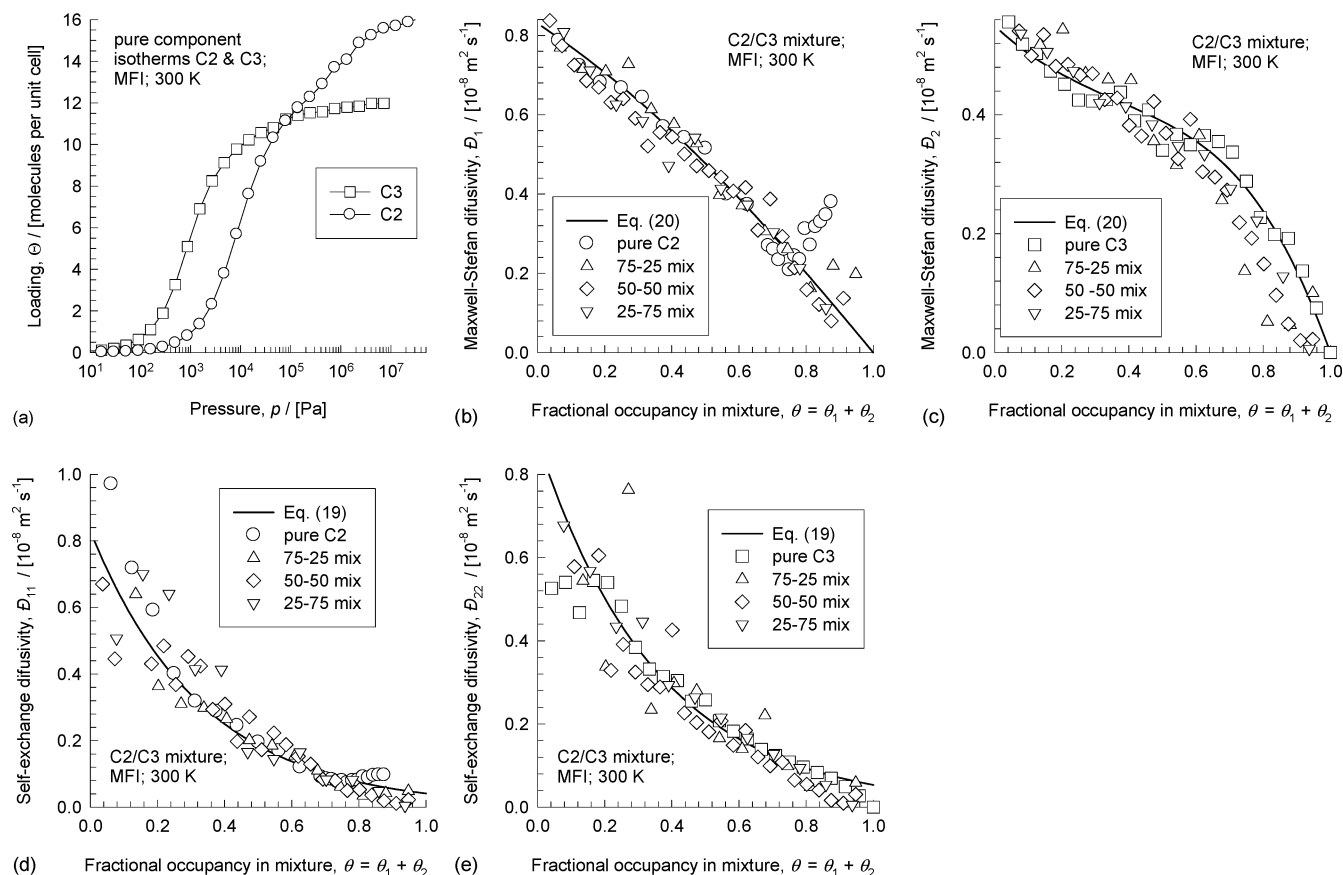 16
14
12
10
8
6
4
2
0
10¹ 10² 10³ 10⁴ 10⁵ 10⁶ 10⁷
Loading, Θ / [molecules per unit cell]
pure component
isotherms C2 & C3;
MFI; 300 K
C3
C2
Pressure, p / [Pa]
(a)
0.8
0.6
0.4
0.2
0.0
0.0 0.2 0.4 0.6 0.8 1.0
Maxwell-Stefan difusivity, Đ₁ / [10⁻⁸ m² s⁻¹]
C2/C3 mixture;
MFI; 300 K
Eq. (20)
pure C2
75-25 mix
50-50 mix
25-75 mix
Fractional occupancy in mixture, θ = θ₁ + θ₂
(b)
0.4
0.2
0.0
0.0 0.2 0.4 0.6 0.8 1.0
Maxwell-Stefan difusivity, Đ₂ / [10⁻⁸ m² s⁻¹]
C2/C3 mixture;
MFI; 300 K
Eq. (20)
pure C3
75-25 mix
50 -50 mix
25-75 mix
Fractional occupancy in mixture, θ = θ₁ + θ₂
(c)
1.0
0.8
0.6
0.4
0.2
0.0
0.0 0.2 0.4 0.6 0.8 1.0
Self-exchange difusivity, Đ₁₁ / [10⁻⁸ m² s⁻¹]
Eq. (19)
pure C2
75-25 mix
50-50 mix
25-75 mix
C2/C3 mixture;
MFI; 300 K
Fractional occupancy in mixture, θ = θ₁ + θ₂
(d)
0.8
0.6
0.4
0.2
0.0
0.0 0.2 0.4 0.6 0.8 1.0
Self-exchange difusivity, Đ₂₂ / [10⁻⁸ m² s⁻¹]
Eq. (19)
pure C3
75-25 mix
50-50 mix
25-75 mix
C2/C3 mixture;
MFI; 300 K
Fractional occupancy in mixture, θ = θ₁ + θ₂
(e)